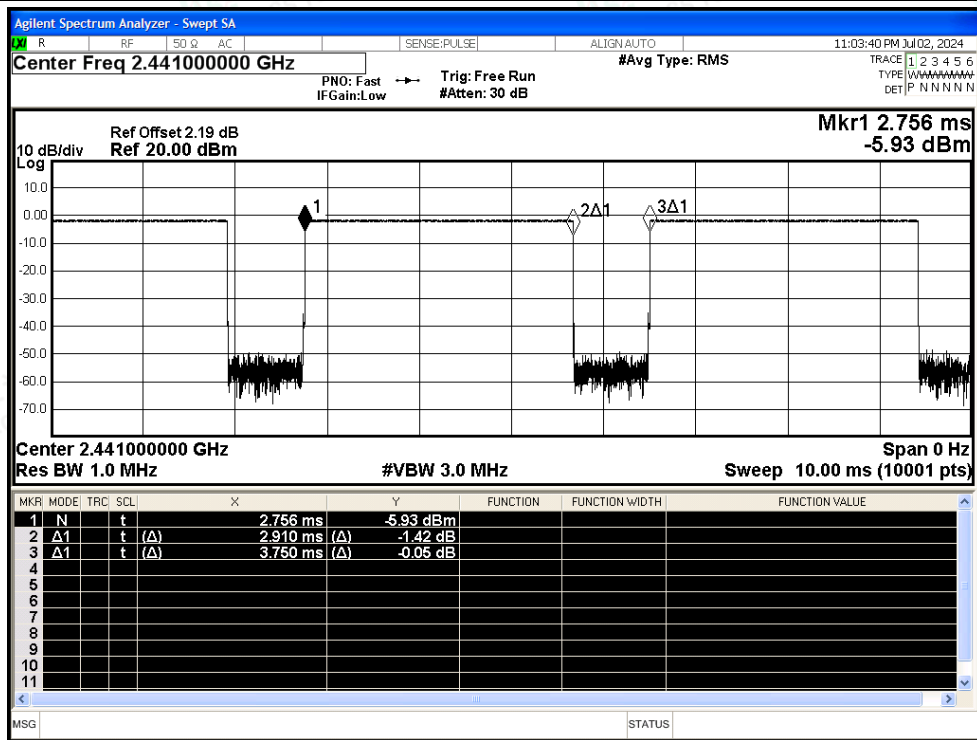 Agilent Spectrum Analyzer - Swept SA
LXI R RF 50 Ω AC SENSE:PULSE ALIGN AUTO 11:03:40 PM Jul 02, 2024
Center Freq 2.441000000 GHz #Avg Type: RMS TRACE 1 2 3 4 5 6
PNO: Fast Trig: Free Run TYPE WWWWWW
IFGain:Low #Atten: 30 dB DET P N N N N N
Mkr1 2.756 ms
Ref Offset 2.19 dB
10 dB/div Ref 20.00 dBm -5.93 dBm
Log
10.0
1 2Δ1 3Δ1
0.00
-10.0
-20.0
-30.0
-40.0
-50.0
-60.0
-70.0
Center 2.441000000 GHz Span 0 Hz
Res BW 1.0 MHz #VBW 3.0 MHz Sweep 10.00 ms (10001 pts)
MKR MODE TRC SCL X Y FUNCTION FUNCTION WIDTH FUNCTION VALUE
1 N t 2.756 ms -5.93 dBm
2 Δ1 t (Δ) 2.910 ms (Δ) -1.42 dB
3 Δ1 t (Δ) 3.750 ms (Δ) -0.05 dB
4
5
6
7
8
9
10
11
MSG STATUS